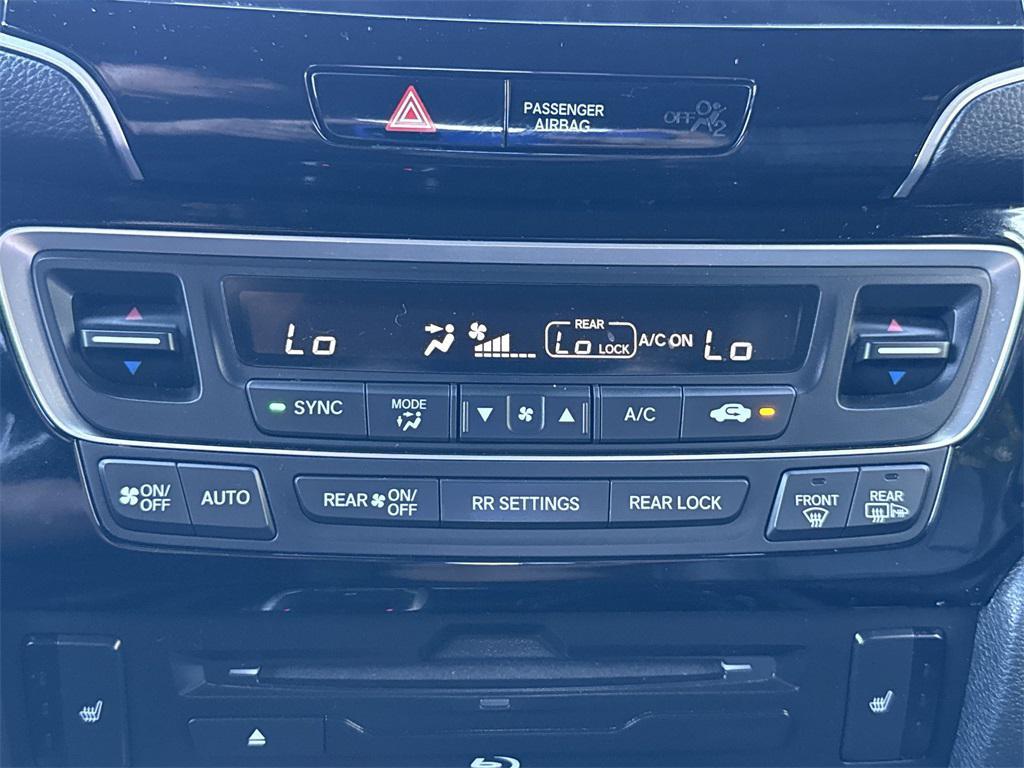 PASSENGER
AIRBAG
OFF
2
Lo
REAR
Lo LOCK
A/C ON
Lo
SYNC
MODE
A/C
ON/
OFF
AUTO
REAR ON/
OFF
RR SETTINGS
REAR LOCK
FRONT
REAR